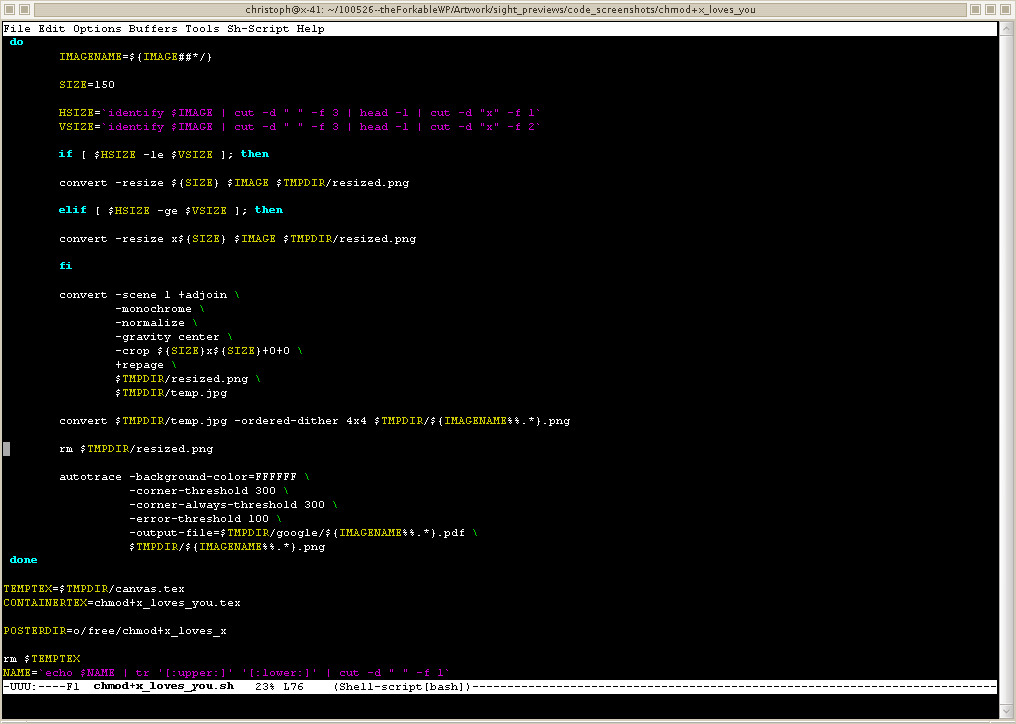 christoph@x-41: ~/100526--theForkableWP/Artwork/sight_previews/code_screenshots/chmod+x_loves_you
File Edit Options Buffers Tools Sh-Script Help
do
IMAGENAME=${IMAGE##*/}
SIZE=150
HSIZE=`identify $IMAGE | cut -d " " -f 3 | head -1 | cut -d "x" -f 1`
VSIZE=`identify $IMAGE | cut -d " " -f 3 | head -1 | cut -d "x" -f 2`
if [ $HSIZE -le $VSIZE ]; then
convert -resize ${SIZE} $IMAGE $TMPDIR/resized.png
elif [ $HSIZE -ge $VSIZE ]; then
convert -resize x${SIZE} $IMAGE $TMPDIR/resized.png
fi
convert -scene 1 +adjoin \
-monochrome \
-normalize \
-gravity center \
-crop ${SIZE}x${SIZE}+0+0 \
+repage \
$TMPDIR/resized.png \
$TMPDIR/temp.jpg
convert $TMPDIR/temp.jpg -ordered-dither 4x4 $TMPDIR/${IMAGENAME%%.*}.png
rm $TMPDIR/resized.png
autotrace -background-color=FFFFFF \
-corner-threshold 300 \
-corner-always-threshold 300 \
-error-threshold 100 \
-output-file=$TMPDIR/google/${IMAGENAME%%.*}.pdf \
$TMPDIR/${IMAGENAME%%.*}.png
done
TEMPTEX=$TMPDIR/canvas.tex
CONTAINERTEX=chmod+x_loves_you.tex
POSTERDIR=o/free/chmod+x_loves_x
rm $TEMPTEX
NAME=`echo $NAME | tr '[:upper:]' '[:lower:]' | cut -d " " -f 1`
-UUU:----F1  chmod+x_loves_you.sh   23% L76    (Shell-script[bash])---------------------------------------------------------------------------